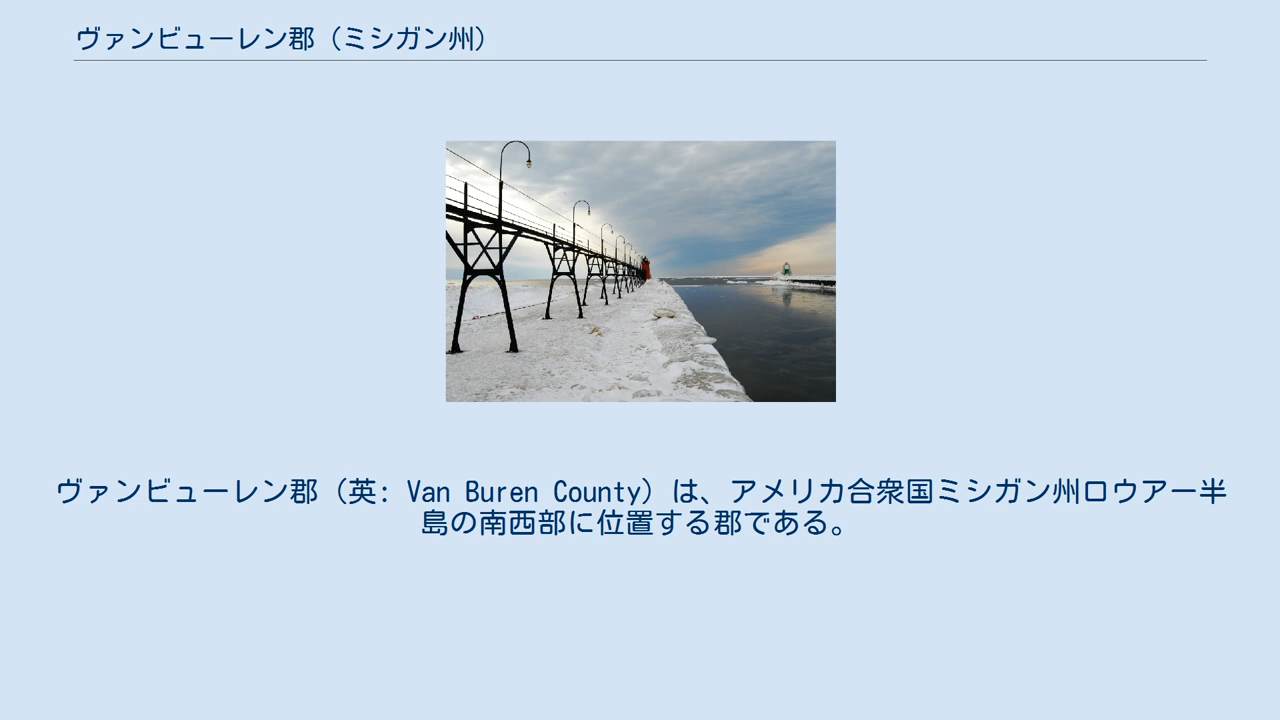 ヴァンビューレン郡（ミシガン州）
ヴァンビューレン郡（英: Van Buren County）は、アメリカ合衆国ミシガン州ロウアー半
島の南西部に位置する郡である。